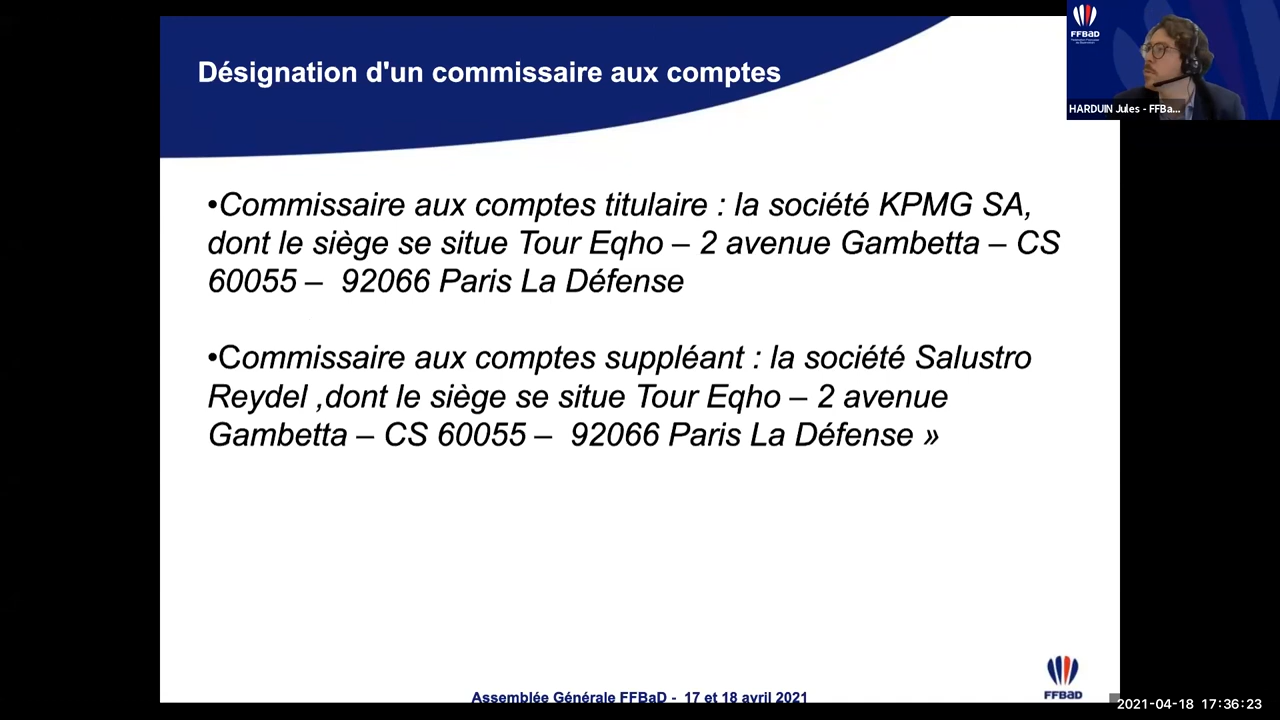 Désignation d'un commissaire aux comptes
FFBaD
HARDUIN Jules - FFBa...
•Commissaire aux comptes titulaire : la société KPMG SA,
dont le siège se situe Tour Eqho – 2 avenue Gambetta – CS
60055 – 92066 Paris La Défense
•Commissaire aux comptes suppléant : la société Salustro
Reydel ,dont le siège se situe Tour Eqho – 2 avenue
Gambetta – CS 60055 – 92066 Paris La Défense »
FFBaD
Assemblée Générale FFBaD - 17 et 18 avril 2021
2021-04-18 17:36:23